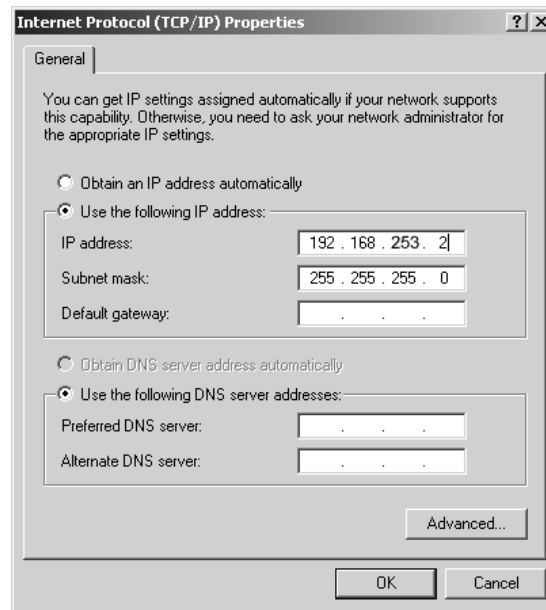 Internet Protocol (TCP/IP) Properties ? ×
General
You can get IP settings assigned automatically if your network supports
this capability. Otherwise, you need to ask your network administrator for
the appropriate IP settings.
Obtain an IP address automatically
Use the following IP address:
IP address: 192 . 168 . 253 . 2
Subnet mask: 255 . 255 . 255 . 0
Default gateway: . . .
Obtain DNS server address automatically
Use the following DNS server addresses:
Preferred DNS server: . . .
Alternate DNS server: . . .
Advanced...
OK Cancel